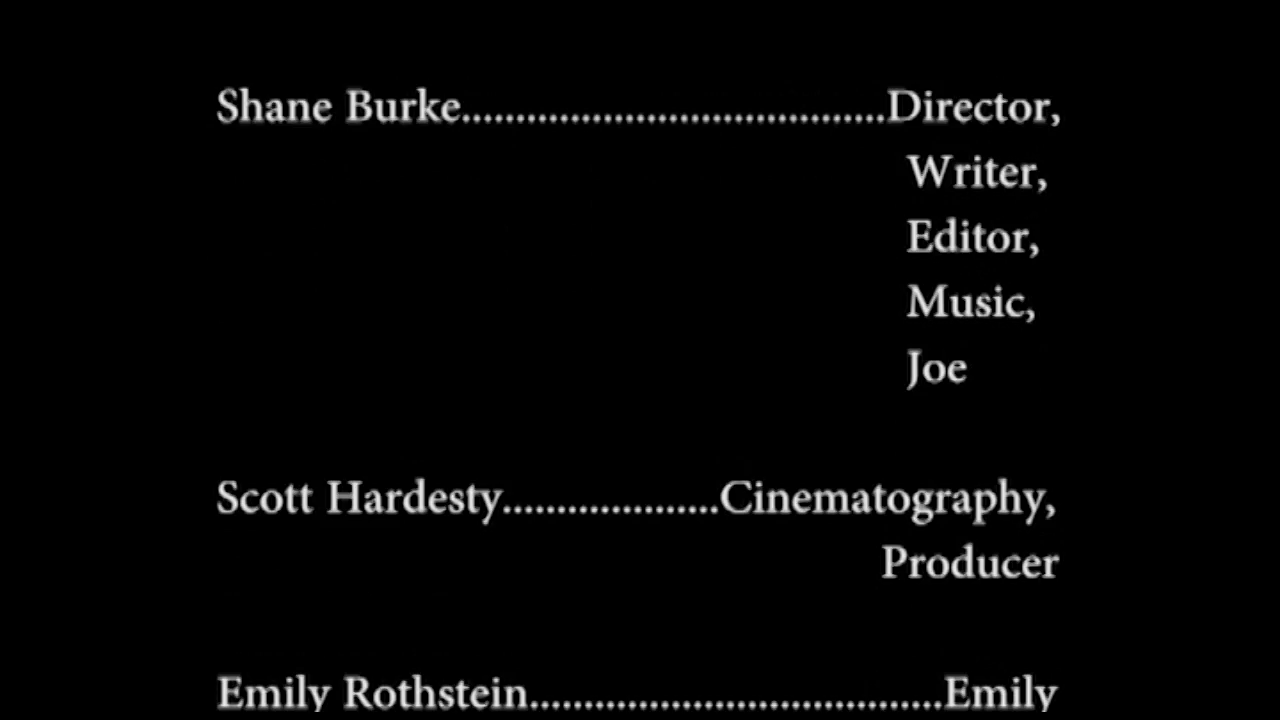 Shane Burke.......................................Director,
Writer,
Editor,
Music,
Joe
Scott Hardesty....................Cinematography,
Producer
Emily Rothstein......................................Emily